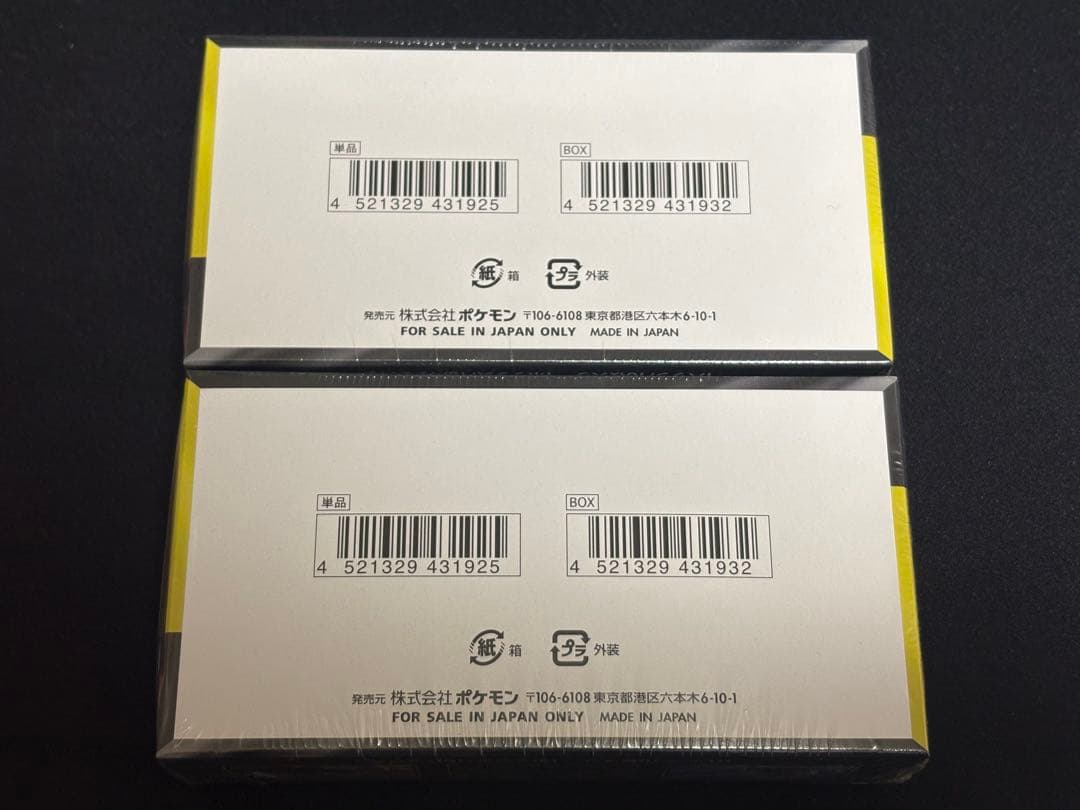 単品
BOX
4 521329 431925
4 521329 431932
紙 箱
プラ 外装
発売元 株式会社 ポケモン 〒106-6108 東京都港区六本木6-10-1
FOR SALE IN JAPAN ONLY MADE IN JAPAN
単品
BOX
4 521329 431925
4 521329 431932
紙 箱
プラ 外装
発売元 株式会社 ポケモン 〒106-6108 東京都港区六本木6-10-1
FOR SALE IN JAPAN ONLY MADE IN JAPAN